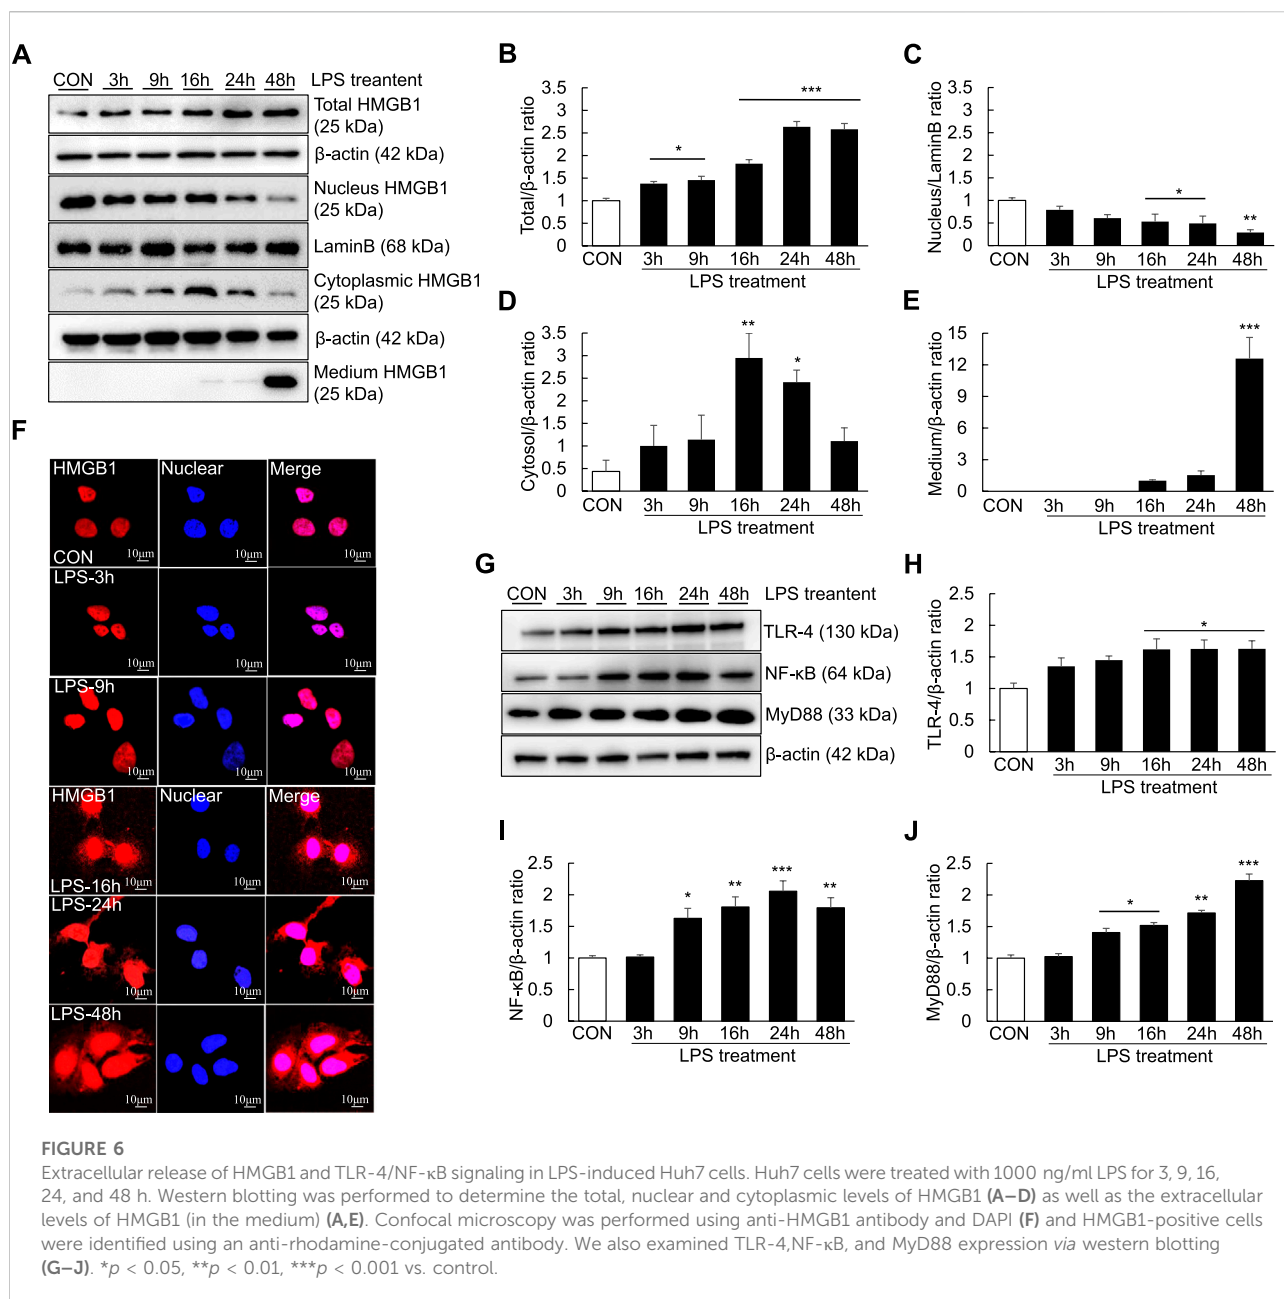 A
CON 3h 9h 16h 24h 48h LPS treantent
Total HMGB1
(25 kDa)
β-actin (42 kDa)
Nucleus HMGB1
(25 kDa)
LaminB (68 kDa)
Cytoplasmic HMGB1
(25 kDa)
β-actin (42 kDa)
Medium HMGB1
(25 kDa)
B
Total/β-actin ratio
3.5
3
2.5
2
1.5
1
0.5
0
* ***
CON 3h 9h 16h 24h 48h
LPS treatment
C
Nucleus/LaminB ratio
3.5
3
2.5
2
1.5
1
0.5
0
* **
CON 3h 9h 16h 24h 48h
LPS treatment
D
Cytosol/β-actin ratio
3.5
3
2.5
2
1.5
1
0.5
0
** *
CON 3h 9h 16h 24h 48h
LPS treatment
E
Medium/β-actin ratio
15
12
9
6
3
0
***
CON 3h 9h 16h 24h 48h
LPS treatment
F
HMGB1 Nuclear Merge
CON
10μm 10μm 10μm
LPS-3h
10μm 10μm 10μm
LPS-9h
10μm 10μm 10μm
HMGB1 Nuclear Merge
LPS-16h
10μm 10μm 10μm
LPS-24h
10μm 10μm 10μm
LPS-48h
10μm 10μm 10μm
G
CON 3h 9h 16h 24h 48h LPS treantent
TLR-4 (130 kDa)
NF-κB (64 kDa)
MyD88 (33 kDa)
β-actin (42 kDa)
H
TLR-4/β-actin ratio
2.5
2
1.5
1
0.5
0
*
CON 3h 9h 16h 24h 48h
LPS treatment
I
NF-κB/β-actin ratio
2.5
2
1.5
1
0.5
0
* ** *** **
CON 3h 9h 16h 24h 48h
LPS treatment
J
MyD88/β-actin ratio
2.5
2
1.5
1
0.5
0
* ** ***
CON 3h 9h 16h 24h 48h
LPS treatment
FIGURE 6
Extracellular release of HMGB1 and TLR-4/NF-κB signaling in LPS-induced Huh7 cells. Huh7 cells were treated with 1000 ng/ml LPS for 3, 9, 16,
24, and 48 h. Western blotting was performed to determine the total, nuclear and cytoplasmic levels of HMGB1 (A–D) as well as the extracellular
levels of HMGB1 (in the medium) (A,E). Confocal microscopy was performed using anti-HMGB1 antibody and DAPI (F) and HMGB1-positive cells
were identified using an anti-rhodamine-conjugated antibody. We also examined TLR-4,NF-κB, and MyD88 expression via western blotting
(G–J). *p < 0.05, **p < 0.01, ***p < 0.001 vs. control.